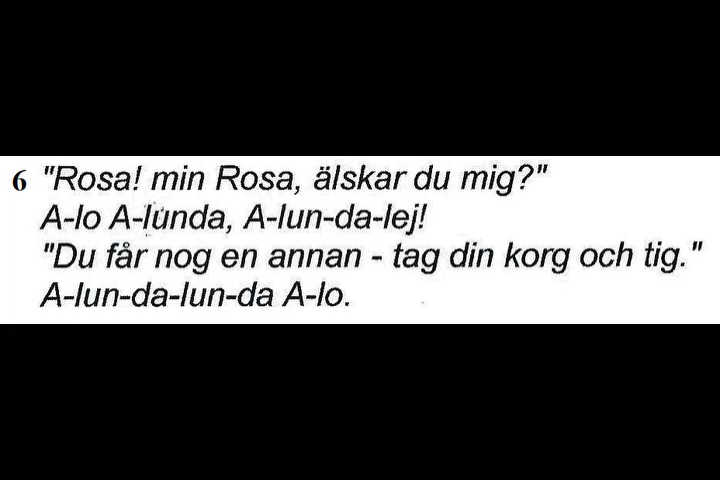 6 "Rosa! min Rosa, älskar du mig?"
A-lo A-lunda, A-lun-da-lej!
"Du får nog en annan - tag din korg och tig."
A-lun-da-lun-da A-lo.